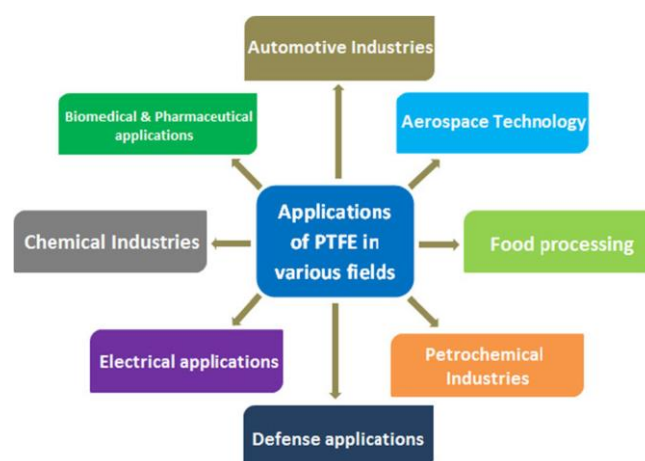 Automotive Industries
Biomedical & Pharmaceutical
applications
Aerospace Technology
Applications
of PTFE in
various fields
Chemical Industries
Food processing
Electrical applications
Petrochemical
Industries
Defense applications